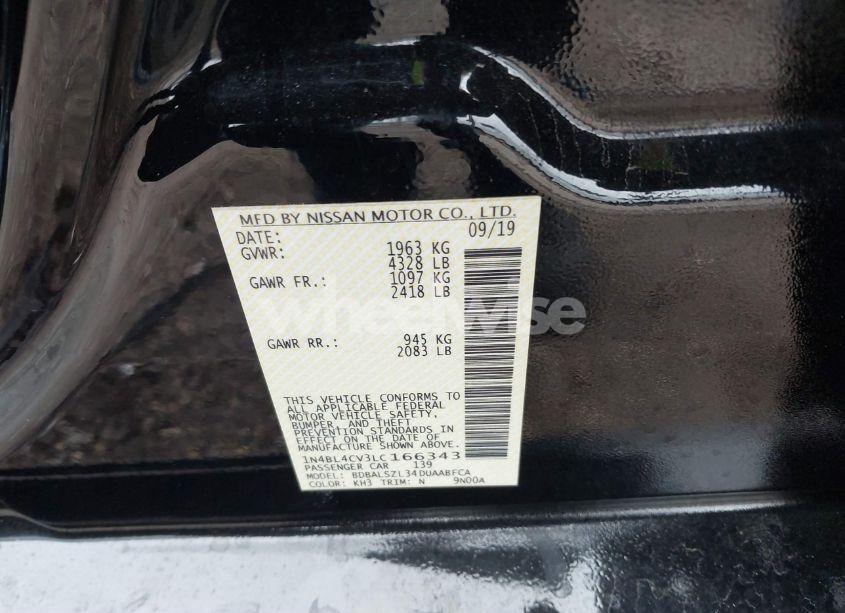 MFD BY NISSAN MOTOR CO., LTD.
DATE: 09/19
GVWR: 1963 KG
4328 LB
GAWR FR.: 1097 KG
2418 LB
wheelwise
GAWR RR.: 945 KG
2083 LB
THIS VEHICLE CONFORMS TO
ALL APPLICABLE FEDERAL
MOTOR VEHICLE SAFETY,
BUMPER, AND THEFT
PREVENTION STANDARDS IN
EFFECT ON THE DATE OF
MANUFACTURE SHOWN ABOVE.
1N4BL4CV3LC166343
PASSENGER CAR 139
MODEL: BDBALSZL34DUAABFCA
COLOR: KH3 TRIM: N 9N00A